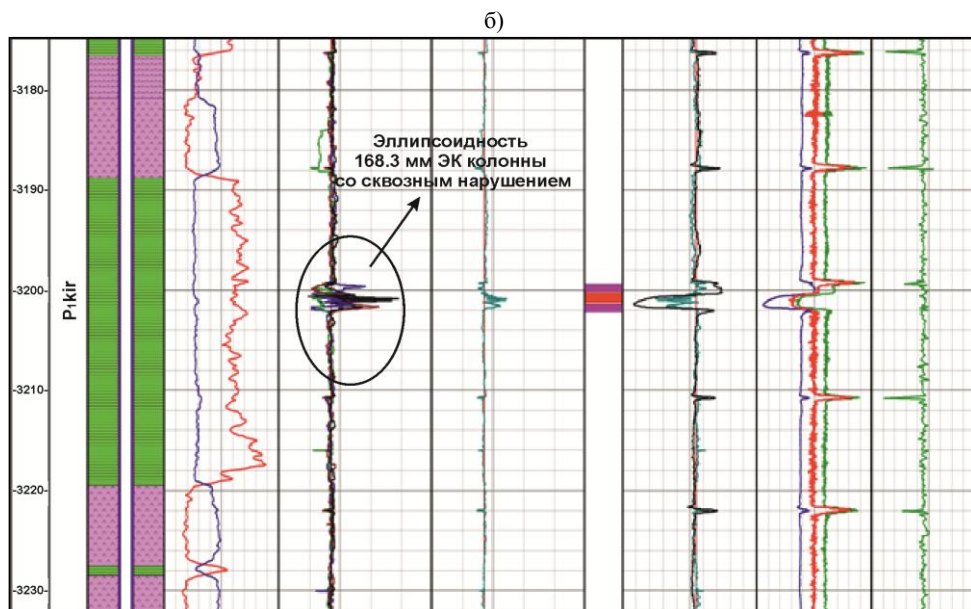 б)
Эллипсоидность
168.3 мм ЭК колонны
со сквозным нарушением
-3180-
-3190-
-3200-
-3210-
-3220-
-3230-
P₁kir